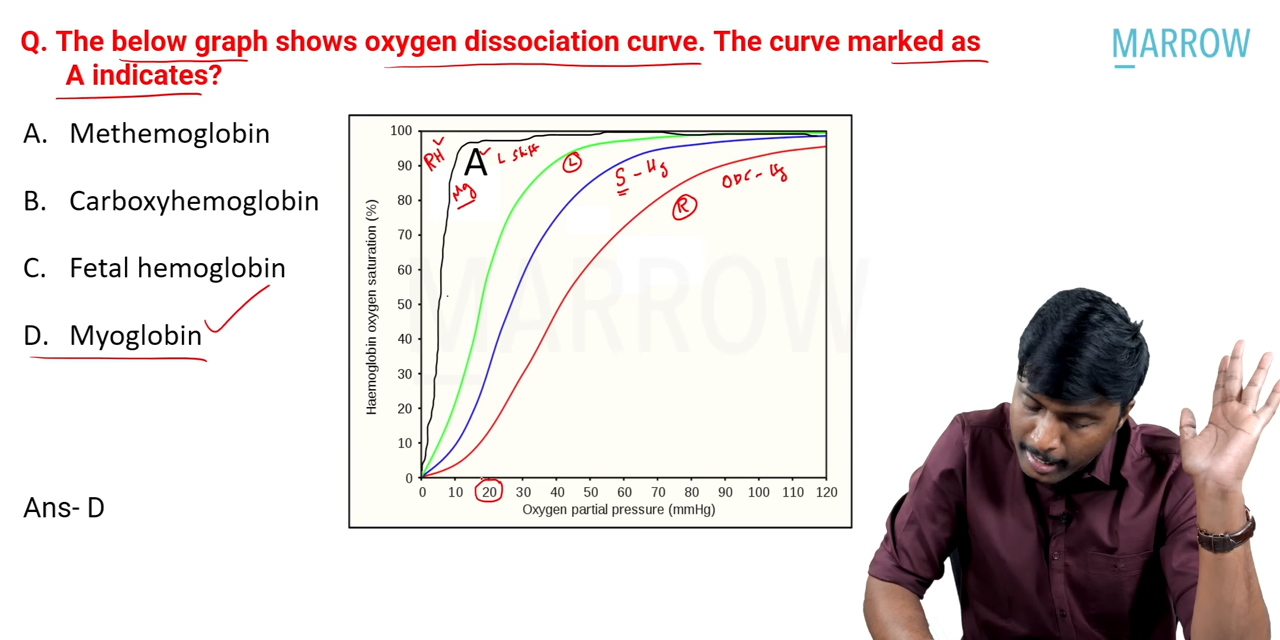 Q. The below graph shows oxygen dissociation curve. The curve marked as
A indicates?
MARROW
A. Methemoglobin
B. Carboxyhemoglobin
C. Fetal hemoglobin
D. Myoglobin
Ans- D
Haemoglobin oxygen saturation (%)
100
90
80
70
60
50
40
30
20
10
0
RH
A
L Shift
Mg
L
S - Hg
R
ODC - Hg
MARROW
0 10 20 30 40 50 60 70 80 90 100 110 120
Oxygen partial pressure (mmHg)